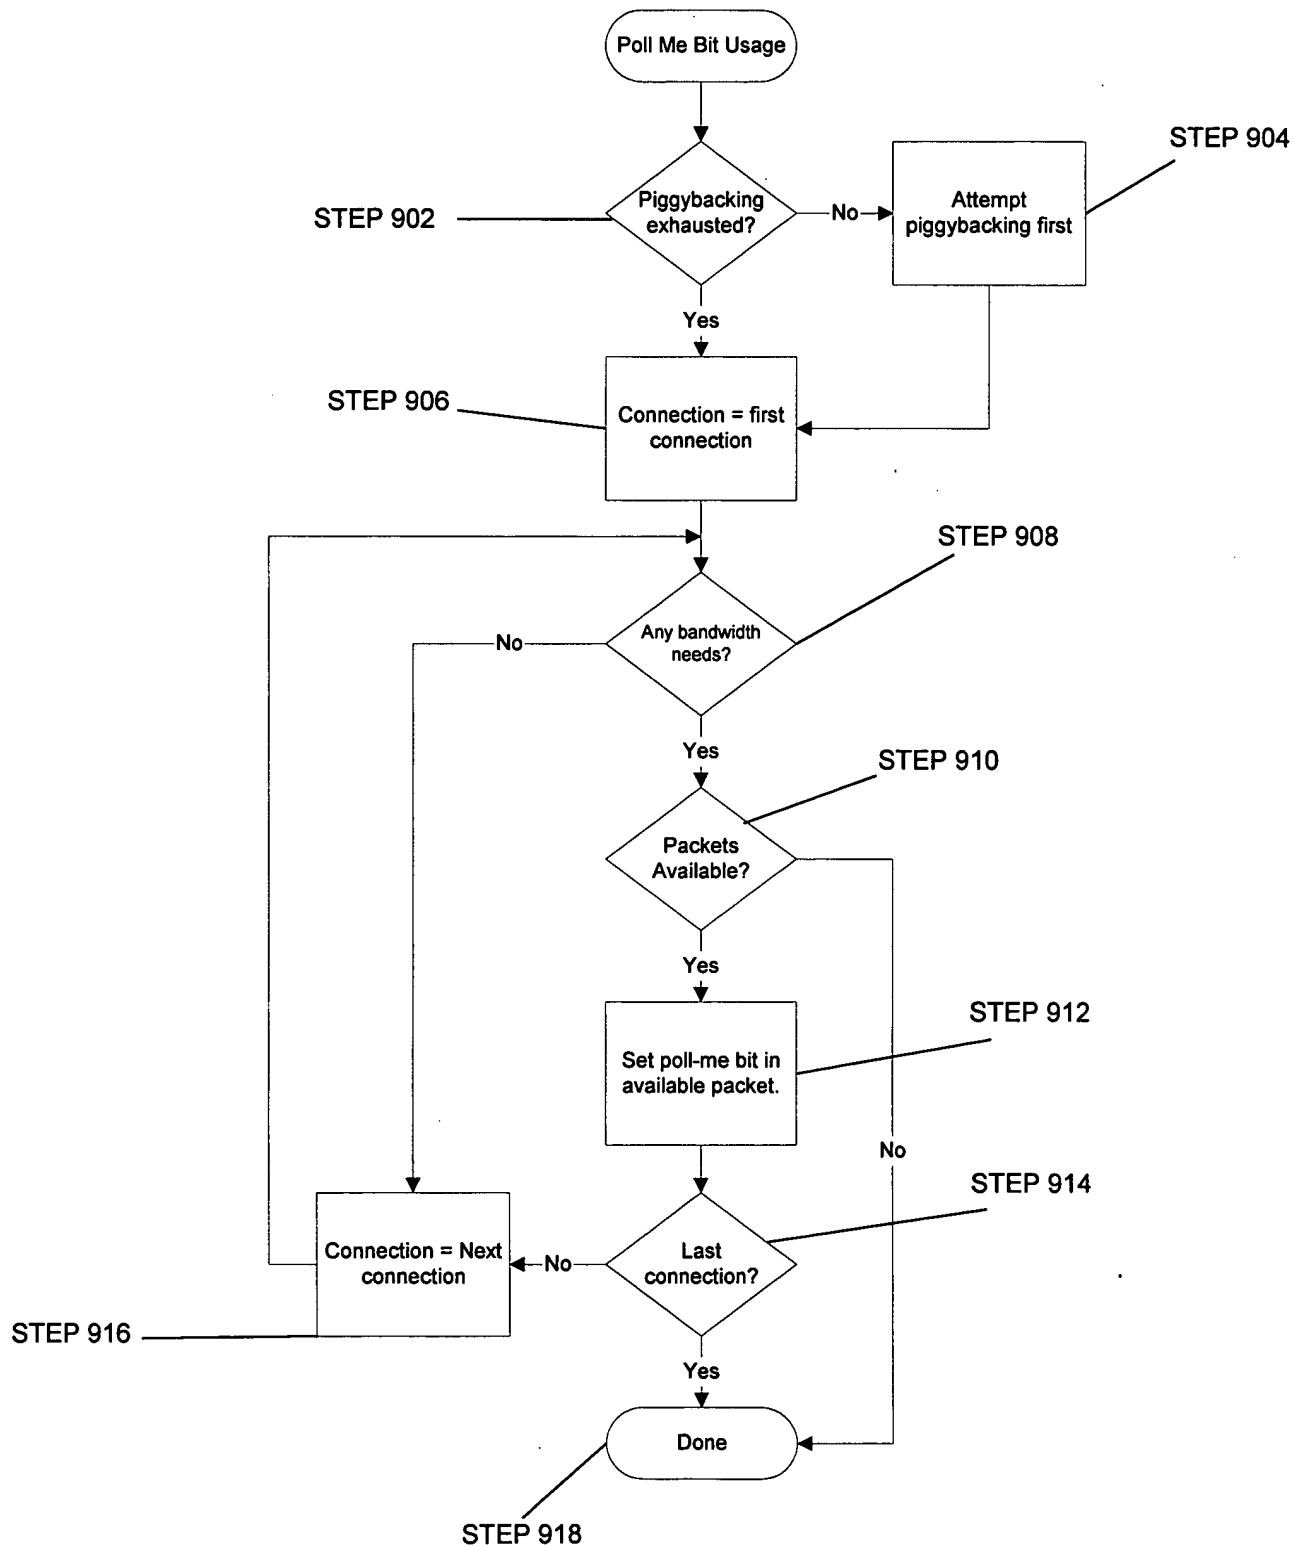 Poll Me Bit Usage
STEP 904
Piggybacking
exhausted?
No
Attempt
piggybacking first
STEP 902
Yes
STEP 906
Connection = first
connection
STEP 908
Any bandwidth
needs?
No
Yes
STEP 910
Packets
Available?
Yes
STEP 912
Set poll-me bit in
available packet.
No
STEP 914
Connection = Next
connection
No
Last
connection?
STEP 916
Yes
Done
STEP 918